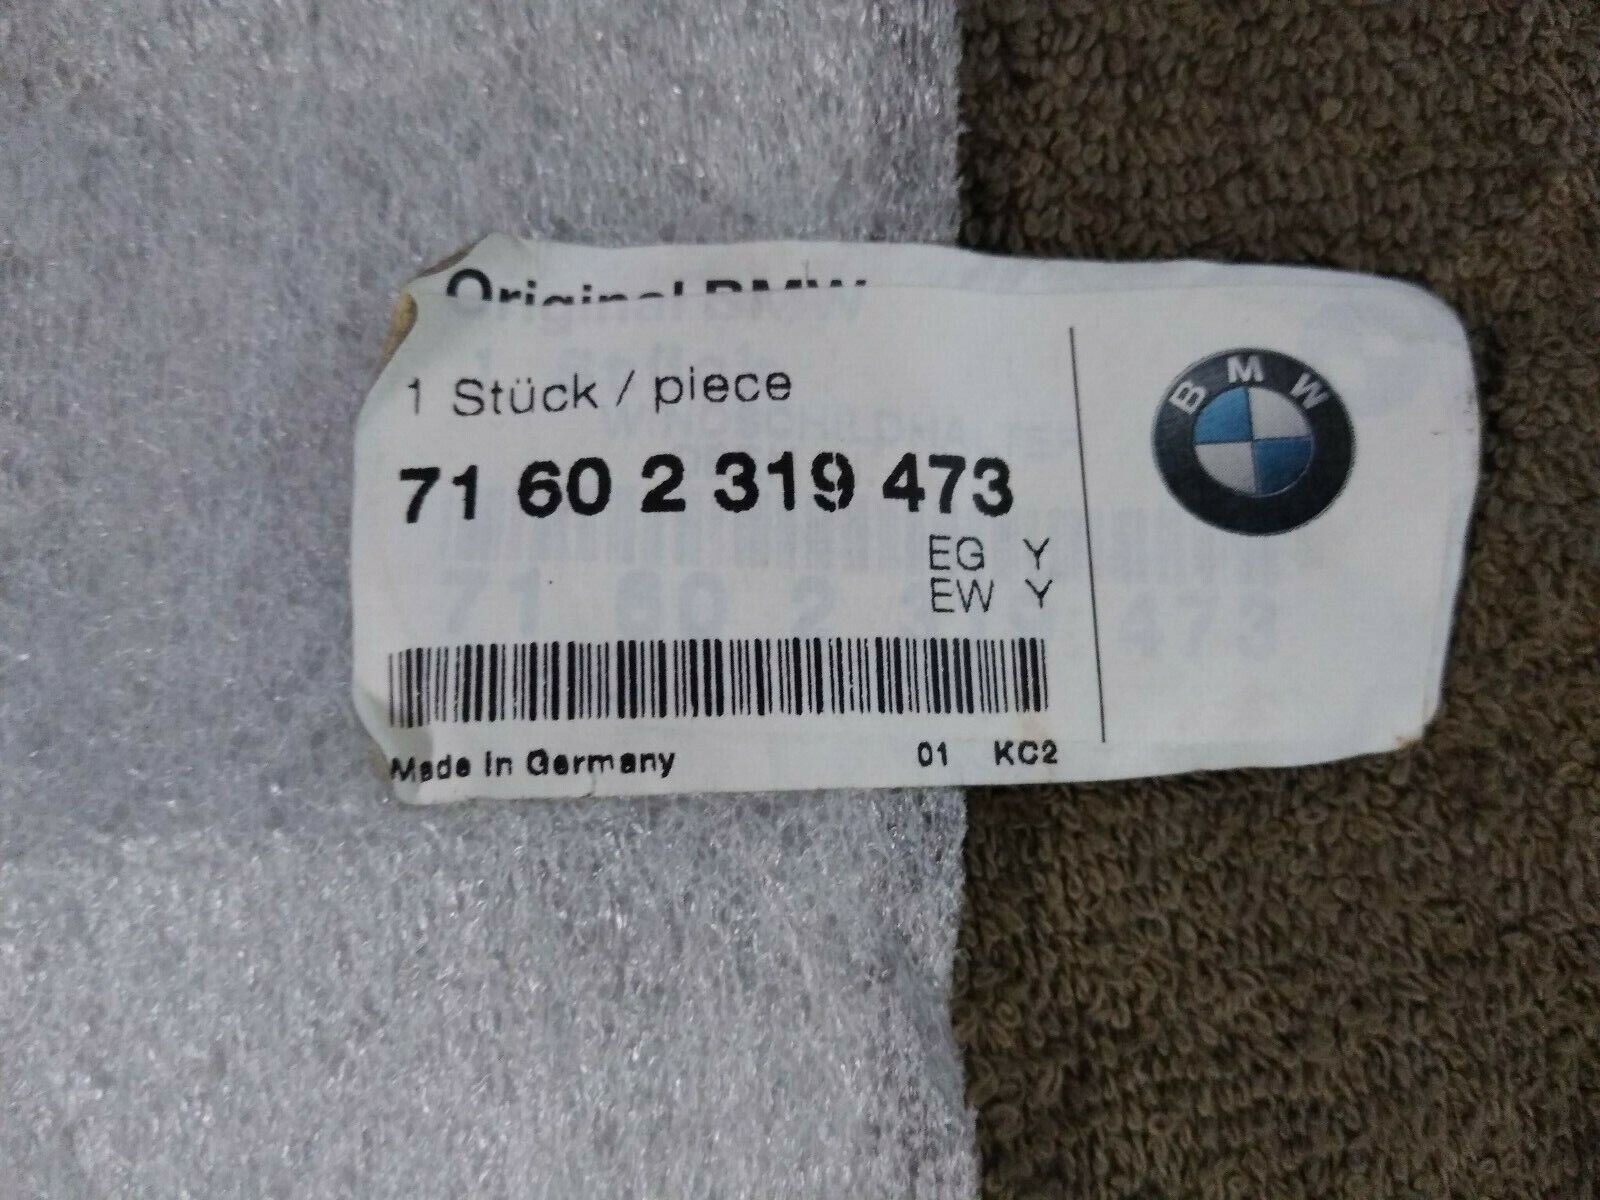 Original BMW
1 Stück / piece
71 60 2 319 473
EG Y
EW Y
Made in Germany 01 KC2
BMW